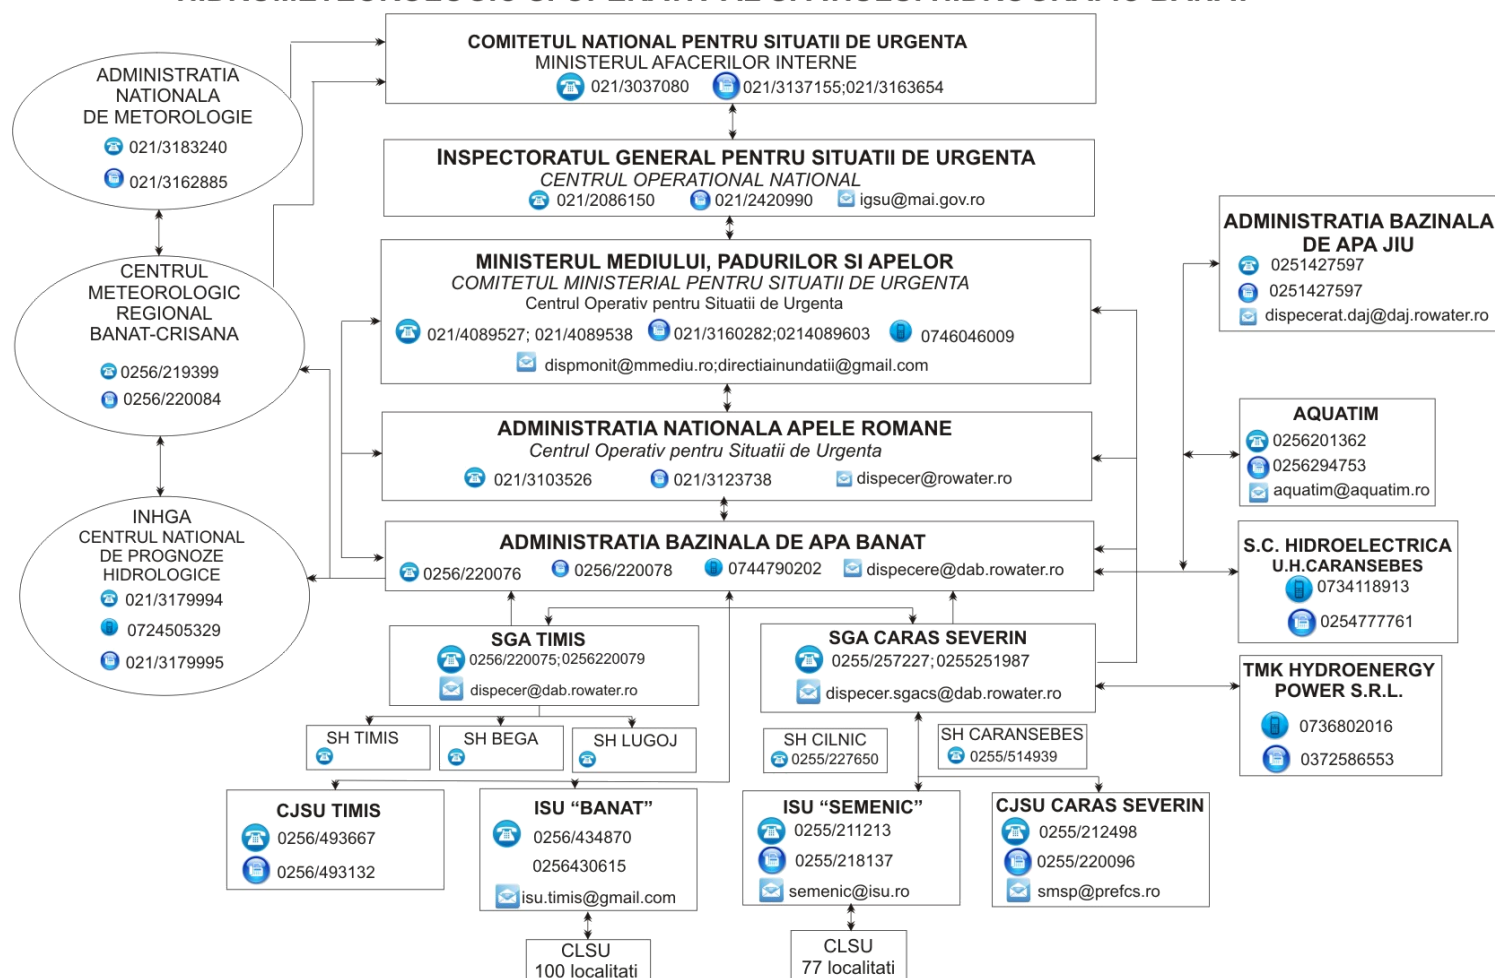 COMITETUL NATIONAL PENTRU SITUATII DE URGENTA
MINISTERUL AFACERILOR INTERNE
021/3037080 021/3137155;021/3163654
ADMINISTRATIA
NATIONALA
DE METOROLOGIE
021/3183240
021/3162885
INSPECTORATUL GENERAL PENTRU SITUATII DE URGENTA
CENTRUL OPERATIONAL NATIONAL
021/2086150 021/2420990 igsu@mai.gov.ro
ADMINISTRATIA BAZINALA
DE APA JIU
0251427597
0251427597
dispecerat.daj@daj.rowater.ro
CENTRUL
METEOROLOGIC
REGIONAL
BANAT-CRISANA
0256/219399
0256/220084
MINISTERUL MEDIULUI, PADURILOR SI APELOR
COMITETUL MINISTERIAL PENTRU SITUATII DE URGENTA
Centrul Operativ pentru Situatii de Urgenta
021/4089527; 021/4089538 021/3160282;0214089603 0746046009
dispmonit@mmediu.ro;directiainundatii@gmail.com
ADMINISTRATIA NATIONALA APELE ROMANE
Centrul Operativ pentru Situatii de Urgenta
021/3103526 021/3123738 dispecer@rowater.ro
AQUATIM
0256201362
0256294753
aquatim@aquatim.ro
INHGA
CENTRUL NATIONAL
DE PROGNOZE
HIDROLOGICE
021/3179994
0724505329
021/3179995
ADMINISTRATIA BAZINALA DE APA BANAT
0256/220076 0256/220078 0744790202 dispecere@dab.rowater.ro
S.C. HIDROELECTRICA
U.H.CARANSEBES
0734118913
0254777761
SGA TIMIS
0256/220075;0256220079
dispecer@dab.rowater.ro
SGA CARAS SEVERIN
0255/257227;0255251987
dispecer.sgacs@dab.rowater.ro
TMK HYDROENERGY
POWER S.R.L.
0736802016
0372586553
SH TIMIS
SH BEGA
SH LUGOJ
SH CILNIC
0255/227650
SH CARANSEBES
0255/514939
CJSU TIMIS
0256/493667
0256/493132
ISU “BANAT”
0256/434870
0256430615
isu.timis@gmail.com
ISU “SEMENIC”
0255/211213
0255/218137
semenic@isu.ro
CJSU CARAS SEVERIN
0255/212498
0255/220096
smsp@prefcs.ro
CLSU
100 localitati
CLSU
77 localitati